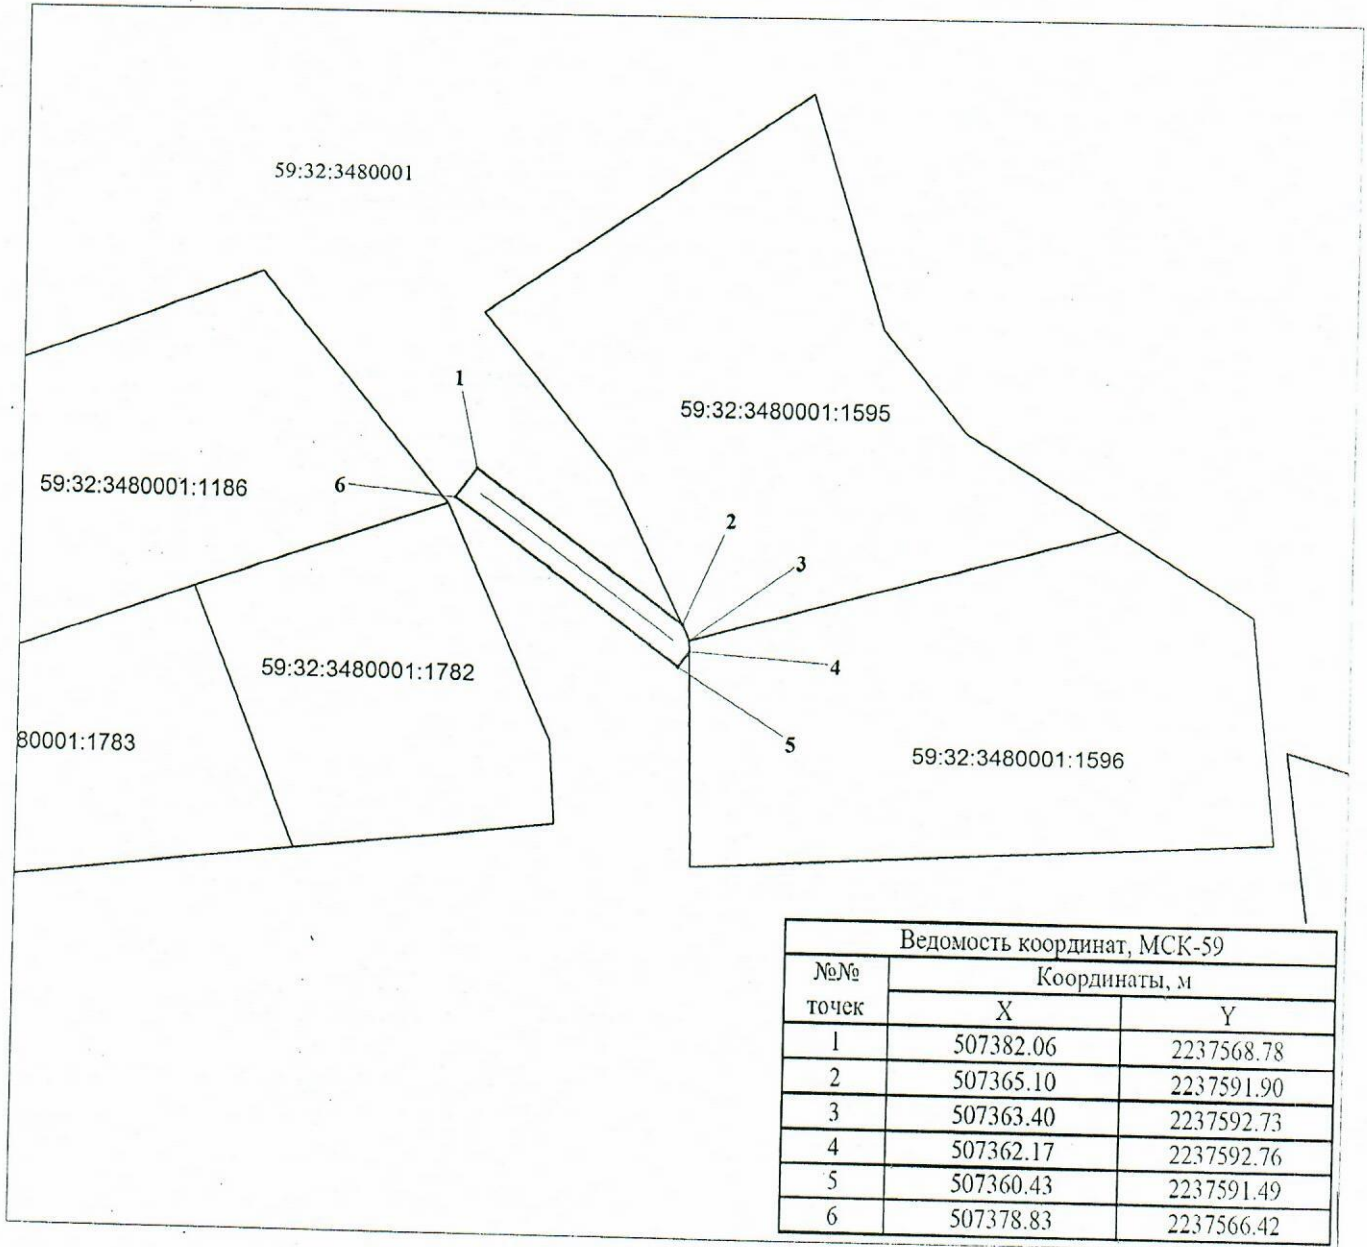 59:32:3480001
1
59:32:3480001:1595
59:32:3480001:1186
6
2
3
59:32:3480001:1782
4
80001:1783
5
59:32:3480001:1596
Ведомость координат, МСК-59
№№ точек Координаты, м
X Y
1 507382.06 2237568.78
2 507365.10 2237591.90
3 507363.40 2237592.73
4 507362.17 2237592.76
5 507360.43 2237591.49
6 507378.83 2237566.42